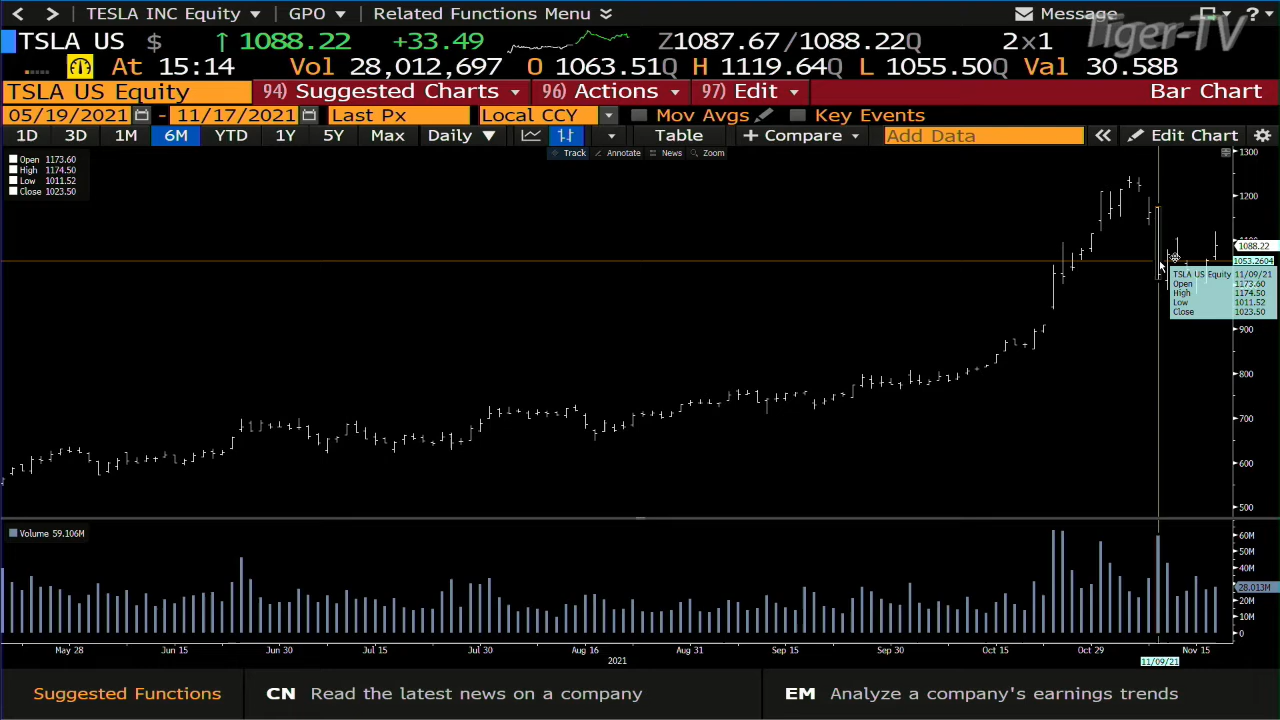 TESLA INC Equity GPO Related Functions Menu Message ?
Tiger-TV
TSLA US $ ↑ 1088.22 +33.49 Z1087.67/1088.22Q 2×1
At 15:14 Vol 28,012,697 O 1063.51Q H 1119.64Q L 1055.50Q Val 30.58B
TSLA US Equity 94) Suggested Charts 96) Actions 97) Edit Bar Chart
05/19/2021 - 11/17/2021 Last Px Local CCY Mov Avgs Key Events
1D 3D 1M 6M YTD 1Y 5Y Max Daily ▼ Table + Compare Add Data « Edit Chart
Track Annotate News Zoom
Open 1173.60
High 1174.50
Low 1011.52
Close 1023.50
1300
1200
1088.22
1053.2604
TSLA US Equity 11/09/21
Open 1173.60
High 1174.50
Low 1011.52
Close 1023.50
900
800
700
600
500
Volume 59.106M
60M
50M
40M
28.013M
20M
10M
0
May 28 Jun 15 Jun 30 Jul 15 Jul 30 Aug 16 Aug 31 Sep 15 Sep 30 Oct 15 Oct 29 Nov 15
2021
11/09/21
Suggested Functions CN Read the latest news on a company EM Analyze a company's earnings trends